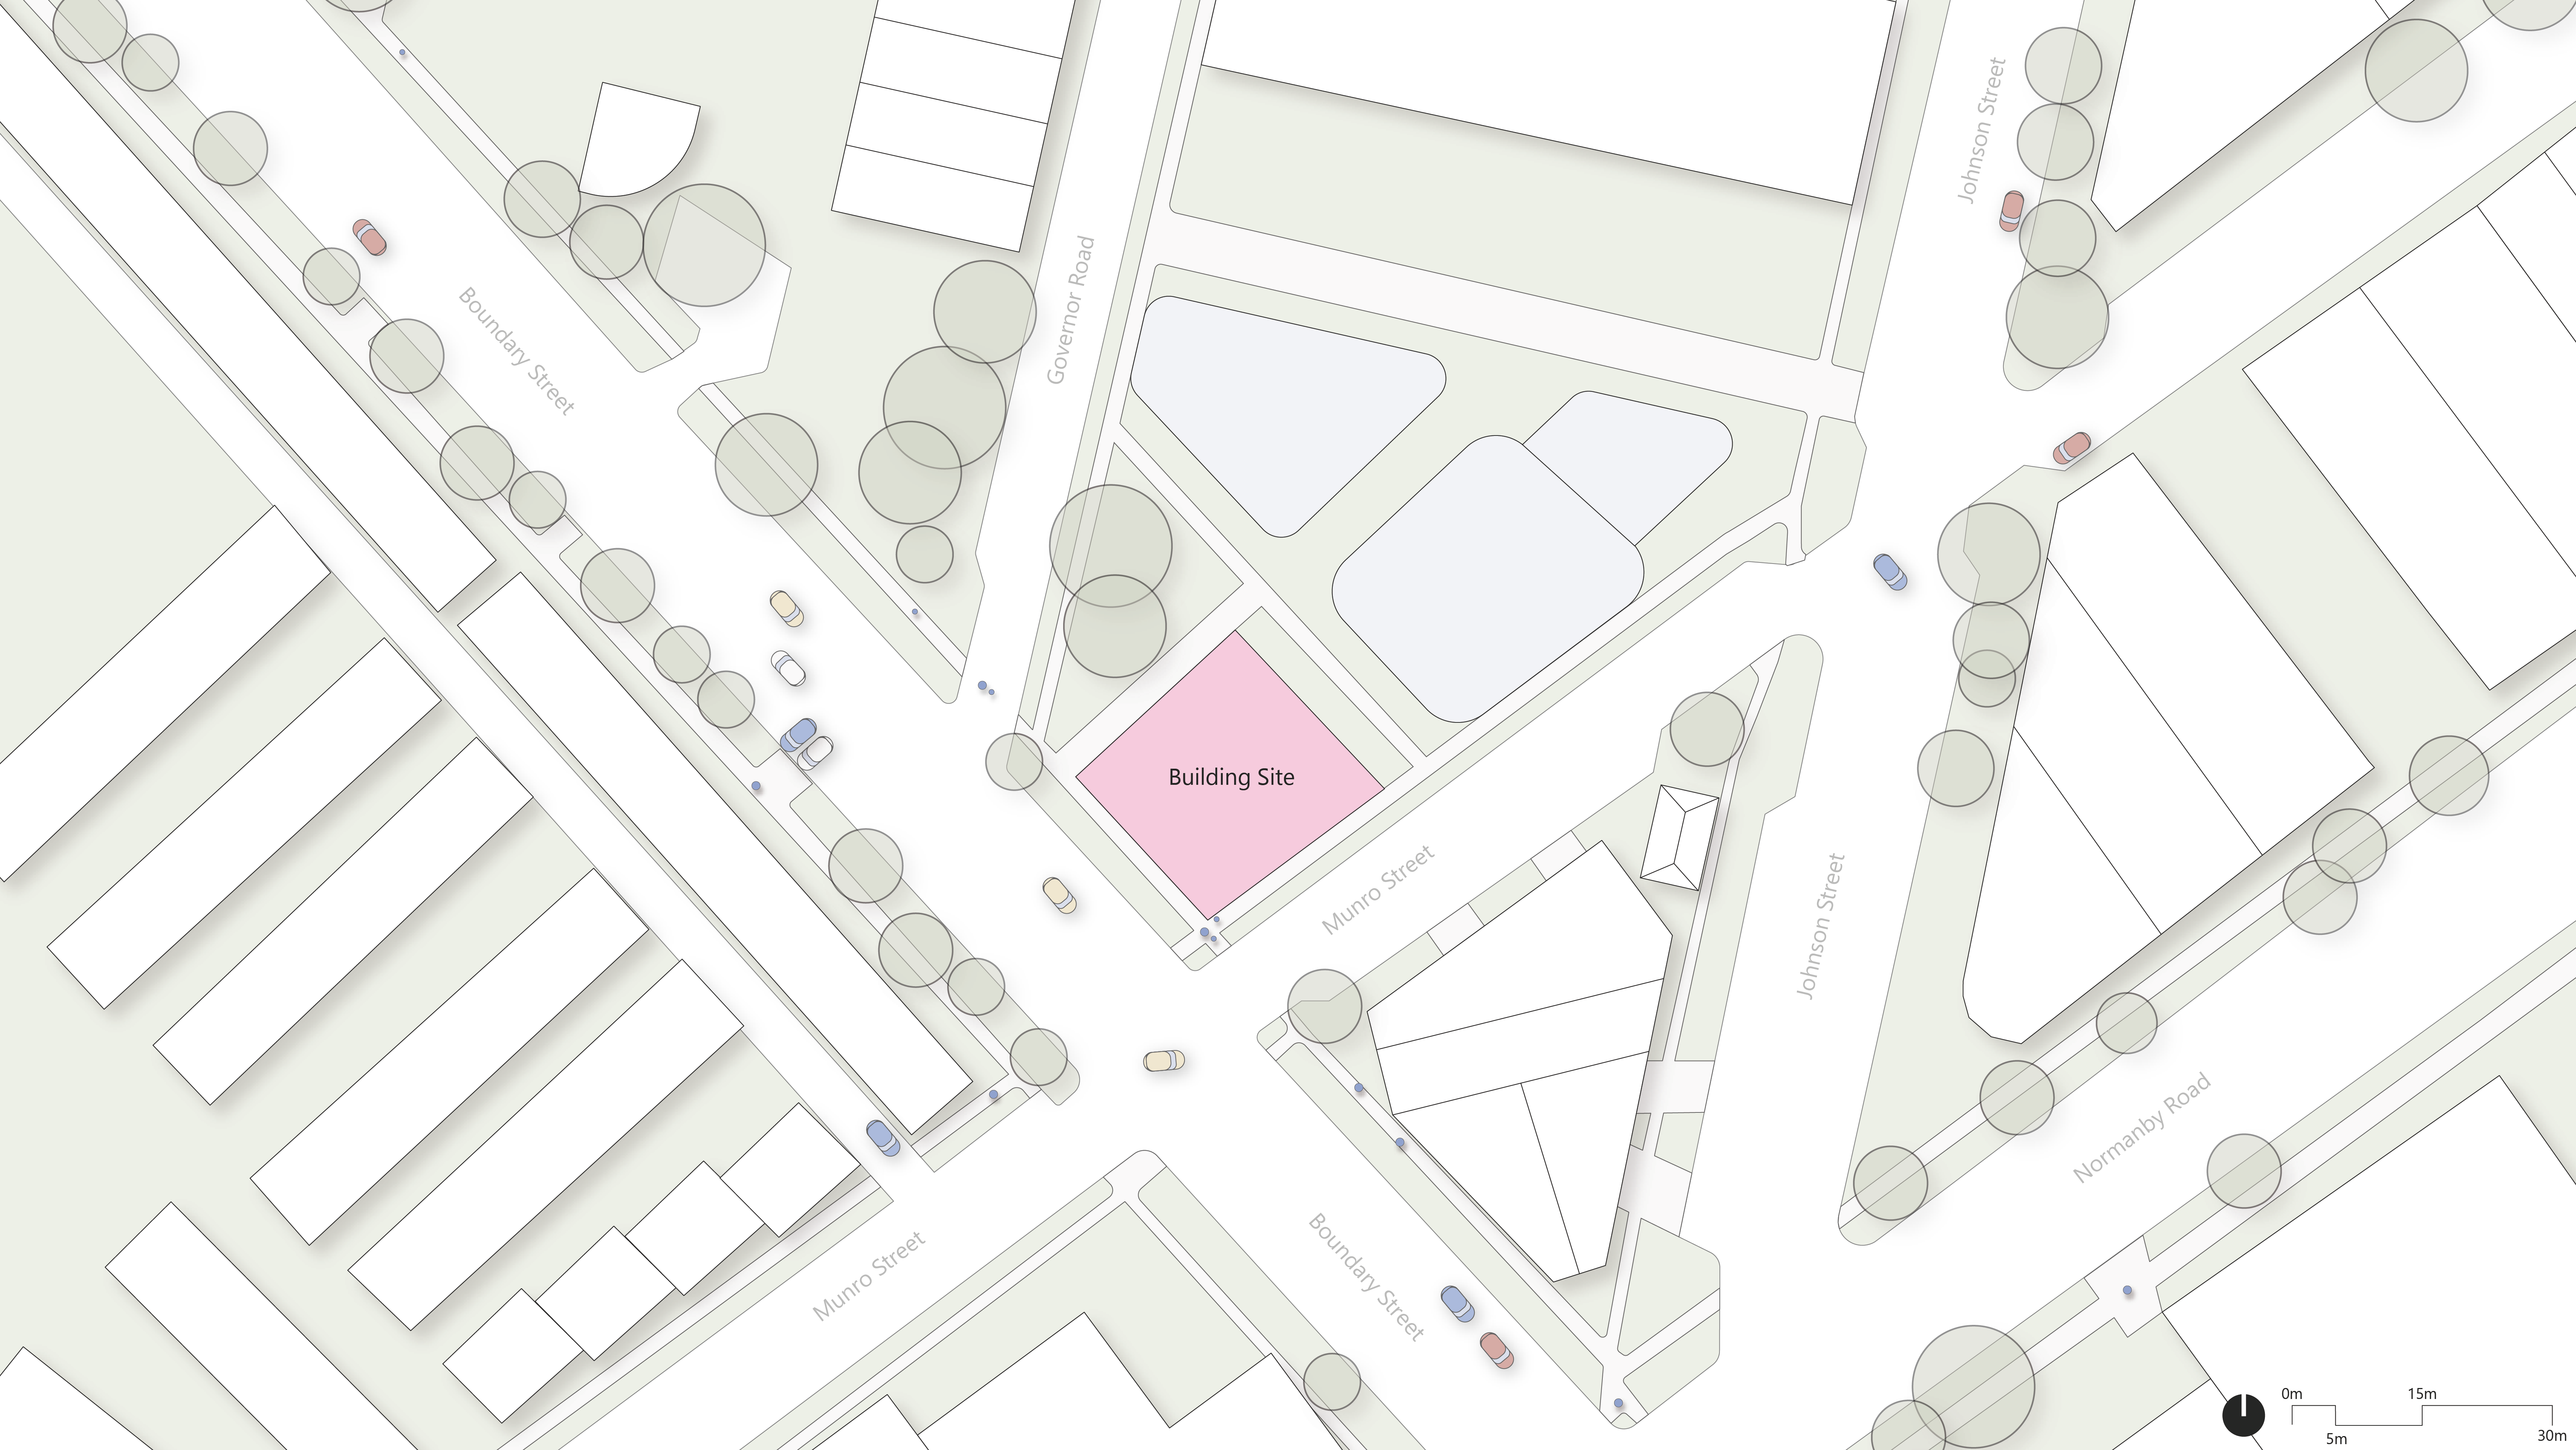 Johnson Street
Governor Road
Boundary Street
Building Site
Munro Street
Johnson Street
Normanby Road
Munro Street
Boundary Street
0m 15m
5m 30m